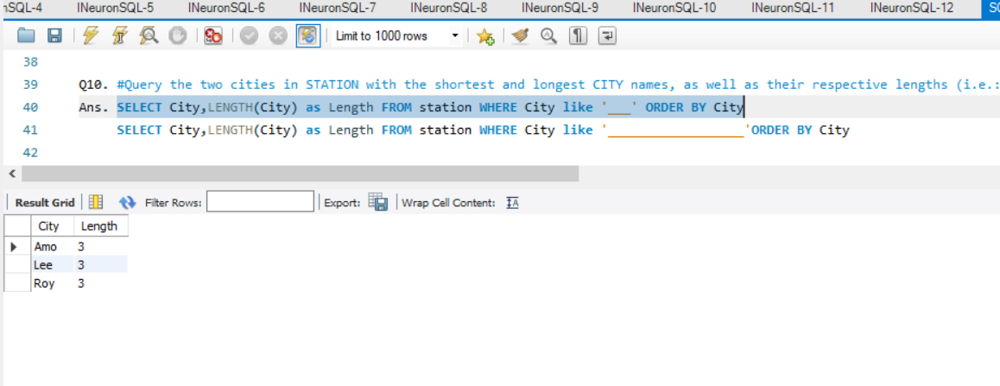 nSQL-4 INeuronSQL-5 INeuronSQL-6 INeuronSQL-7 INeuronSQL-8 INeuronSQL-9 INeuronSQL-10 INeuronSQL-11 INeuronSQL-12 SQ
Limit to 1000 rows
38
39 Q10. #Query the two cities in STATION with the shortest and longest CITY names, as well as their respective lengths (i.e.:
40 Ans. SELECT City,LENGTH(City) as Length FROM station WHERE City like '___' ORDER BY City
41 SELECT City,LENGTH(City) as Length FROM station WHERE City like '_____________________'ORDER BY City
42
Result Grid Filter Rows: Export: Wrap Cell Content: IA
City Length
Amo 3
Lee 3
Roy 3